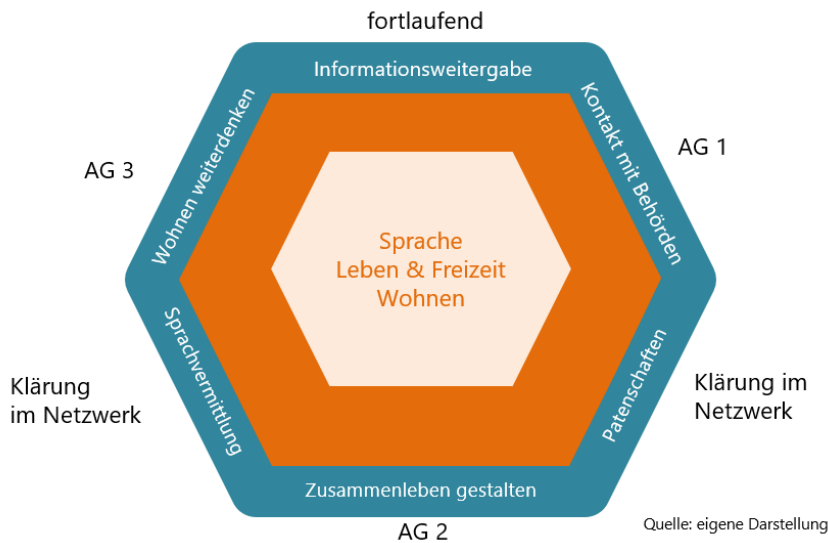 fortlaufend
Informationsweitergabe
Kontakt mit Behörden
AG 1
AG 3
Wohnen weiterdenken
Sprache
Leben & Freizeit
Wohnen
Sprachvermittlung
Klärung
im Netzwerk
Patenschaften
Klärung im
Netzwerk
Zusammenleben gestalten
AG 2
Quelle: eigene Darstellung